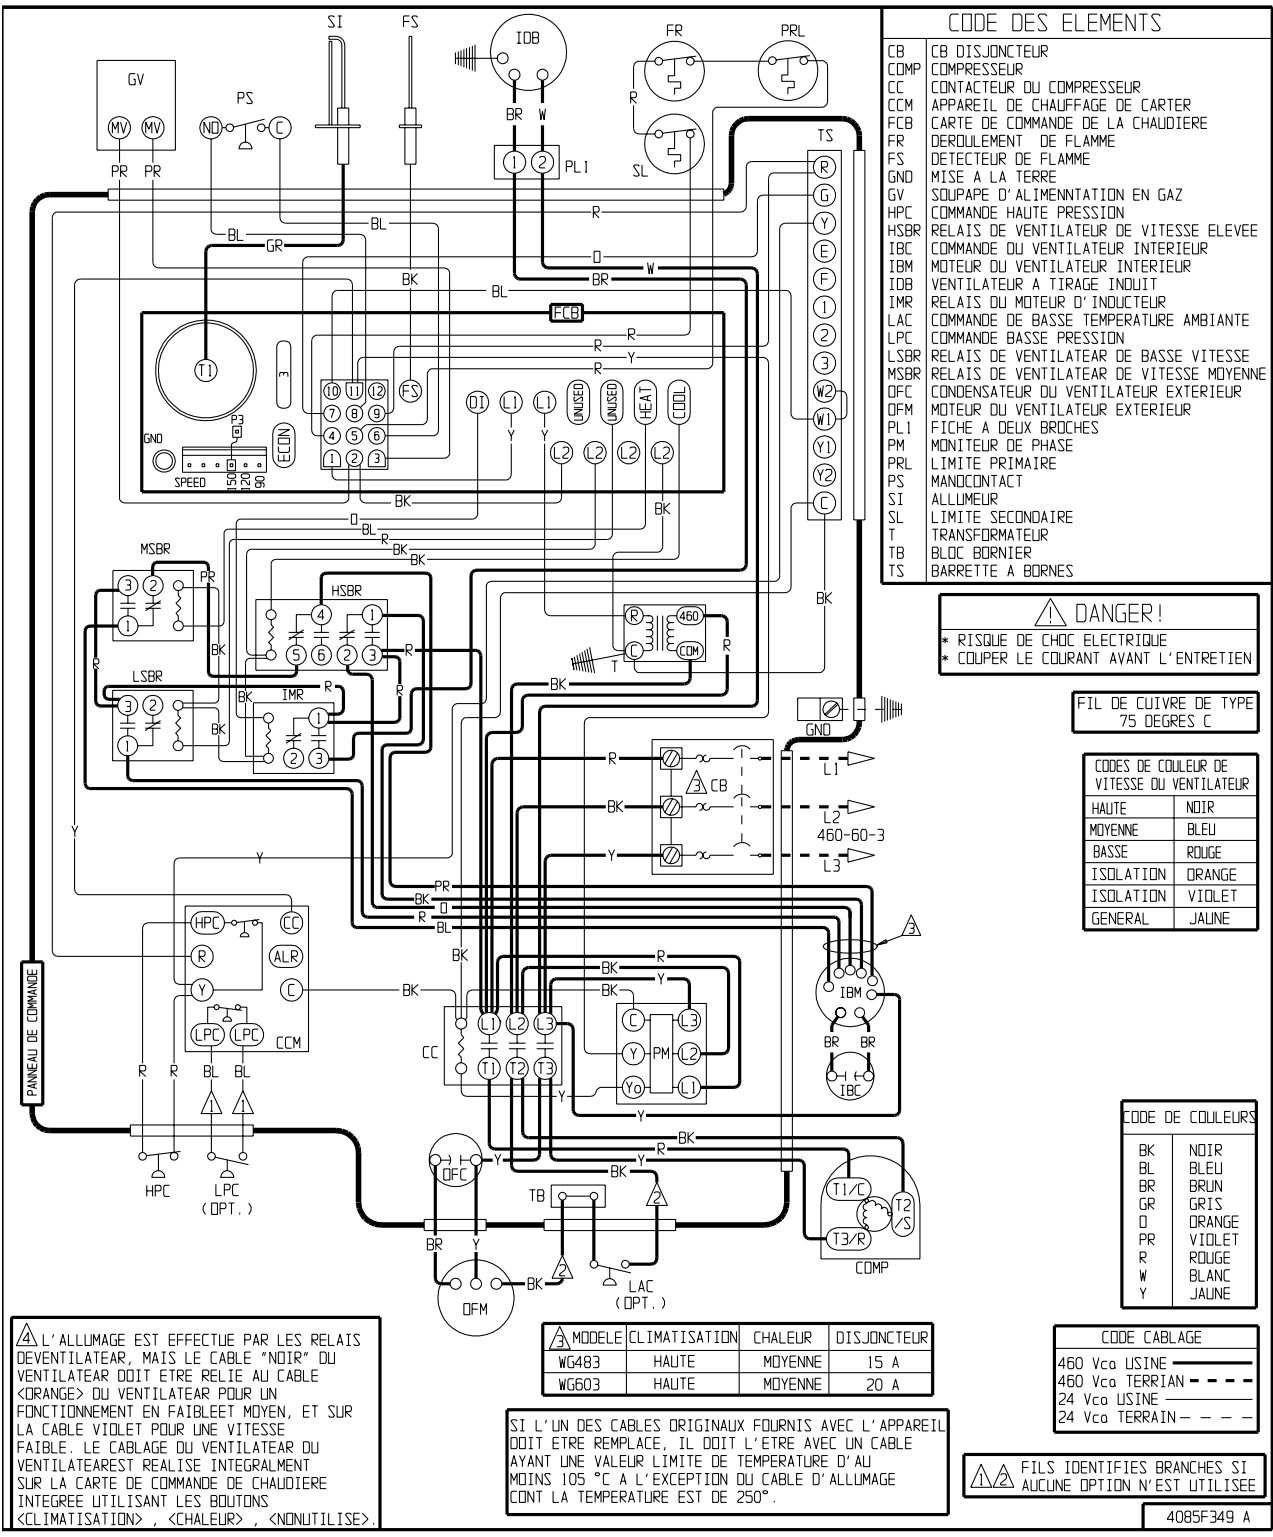 SI
FS
IDB
FR
PRL
GV
PS
MV MV
NO C
R
BR W
1 2
PL1
SL
TS
PR PR
R
G
Y
E
F
1
2
3
W2
W1
Y1
Y2
C
R
BL
BL
GR
O
W
BK
BR
BL
FCB
R
R
Y
R
T1
3
P3
GND
SPEED
150
120
90
ECON
10 11 12
7 8 9
4 5 6
1 2 3
FS
DI L1 L1
UNUSED
UNUSED
HEAT
COOL
Y Y
L2 L2 L2 L2
BK
BK
O
BL
R
BK
BK
MSBR
PR
HSBR
BK
3 2
1
4 1
5 6 2 3
R
R
R 460
C COM
R
T
BK
LSBR
BK
R
IMR
R
3 2
1
BK
BK
1
2 3
GND
R
L1
3 CB
BK
L2
460-60-3
Y
L3
Y
Y
PR
BK
O
R
BL
3
HPC CC
R ALR
Y C
LPC LPC
CCM
BK
BK
R
BK
Y BK
IBM
CC
L1 L2 L3
T1 T2 T3
C L3
Y PM L2
Yo L1
Y
Y
BR BR
IBC
PANNEAU DE COMMANDE
R R BL BL
1 1
HPC
LPC
(OPT.)
BK
R
Y
BK
OFC
TB
2
T1/C
T2
/S
T3/R
COMP
BR Y
BK
2
LAC
(OPT.)
OFM
CODE DES ELEMENTS
CB CB DISJONCTEUR
COMP COMPRESSEUR
CC CONTACTEUR DU COMPRESSEUR
CCM APPAREIL DE CHAUFFAGE DE CARTER
FCB CARTE DE COMMANDE DE LA CHAUDIERE
FR DEROULEMENT DE FLAMME
FS DETECTEUR DE FLAMME
GND MISE A LA TERRE
GV SOUPAPE D'ALIMENNTATION EN GAZ
HPC COMMANDE HAUTE PRESSION
HSBR RELAIS DE VENTILATEUR DE VITESSE ELEVEE
IBC COMMANDE DU VENTILATEUR INTERIEUR
IBM MOTEUR DU VENTILATEUR INTERIEUR
IDB VENTILATEUR A TIRAGE INDUIT
IMR RELAIS DU MOTEUR D'INDUCTEUR
LAC COMMANDE DE BASSE TEMPERATURE AMBIANTE
LPC COMMANDE BASSE PRESSION
LSBR RELAIS DE VENTILATEAR DE BASSE VITESSE
MSBR RELAIS DE VENTILATEAR DE VITESSE MOYENNE
OFC CONDENSATEUR DU VENTILATEUR EXTERIEUR
OFM MOTEUR DU VENTILATEUR EXTERIEUR
PL1 FICHE A DEUX BROCHES
PM MONITEUR DE PHASE
PRL LIMITE PRIMAIRE
PS MANOCONTACT
SI ALLUMEUR
SL LIMITE SECONDAIRE
T TRANSFORMATEUR
TB BLOC BORNIER
TS BARRETTE A BORNES
DANGER!
* RISQUE DE CHOC ELECTRIQUE
* COUPER LE COURANT AVANT L'ENTRETIEN
FIL DE CUIVRE DE TYPE
75 DEGRES C
CODES DE COULEUR DE
VITESSE DU VENTILATEUR
HAUTE NOIR
MOYENNE BLEU
BASSE ROUGE
ISOLATION ORANGE
ISOLATION VIOLET
GENERAL JAUNE
CODE DE COULEURS
BK NOIR
BL BLEU
BR BRUN
GR GRIS
O ORANGE
PR VIOLET
R ROUGE
W BLANC
Y JAUNE
CODE CABLAGE
460 Vca USINE
460 Vca TERRIAN
24 Vca USINE
24 Vca TERRAIN
1 2 FILS IDENTIFIES BRANCHES SI
AUCUNE OPTION N'EST UTILISEE
4085F349 A
3 MODELE CLIMATISATION CHALEUR DISJONCTEUR
WG483 HAUTE MOYENNE 15 A
WG603 HAUTE MOYENNE 20 A
SI L'UN DES CABLES ORIGINAUX FOURNIS AVEC L'APPAREIL
DOIT ETRE REMPLACE, IL DOIT L'ETRE AVEC UN CABLE
AYANT UNE VALEUR LIMITE DE TEMPERATURE D'AU
MOINS 105 °C A L'EXCEPTION DU CABLE D'ALLUMAGE
CONT LA TEMPERATURE EST DE 250°.
4 L'ALLUMAGE EST EFFECTUE PAR LES RELAIS
DEVENTILATEAR, MAIS LE CABLE "NOIR" DU
VENTILATEAR DOIT ETRE RELIE AU CABLE
<ORANGE> DU VENTILATEAR POUR UN
FONCTIONNEMENT EN FAIBLEET MOYEN, ET SUR
LA CABLE VIOLET POUR UNE VITESSE
FAIBLE. LE CABLAGE DU VENTILATEAR DU
VENTILATEAREST REALISE INTEGRALMENT
SUR LA CARTE DE COMMANDE DE CHAUDIERE
INTEGREE UTILISANT LES BOUTONS
<CLIMATISATION> , <CHALEUR> , <NONUTILISE>.